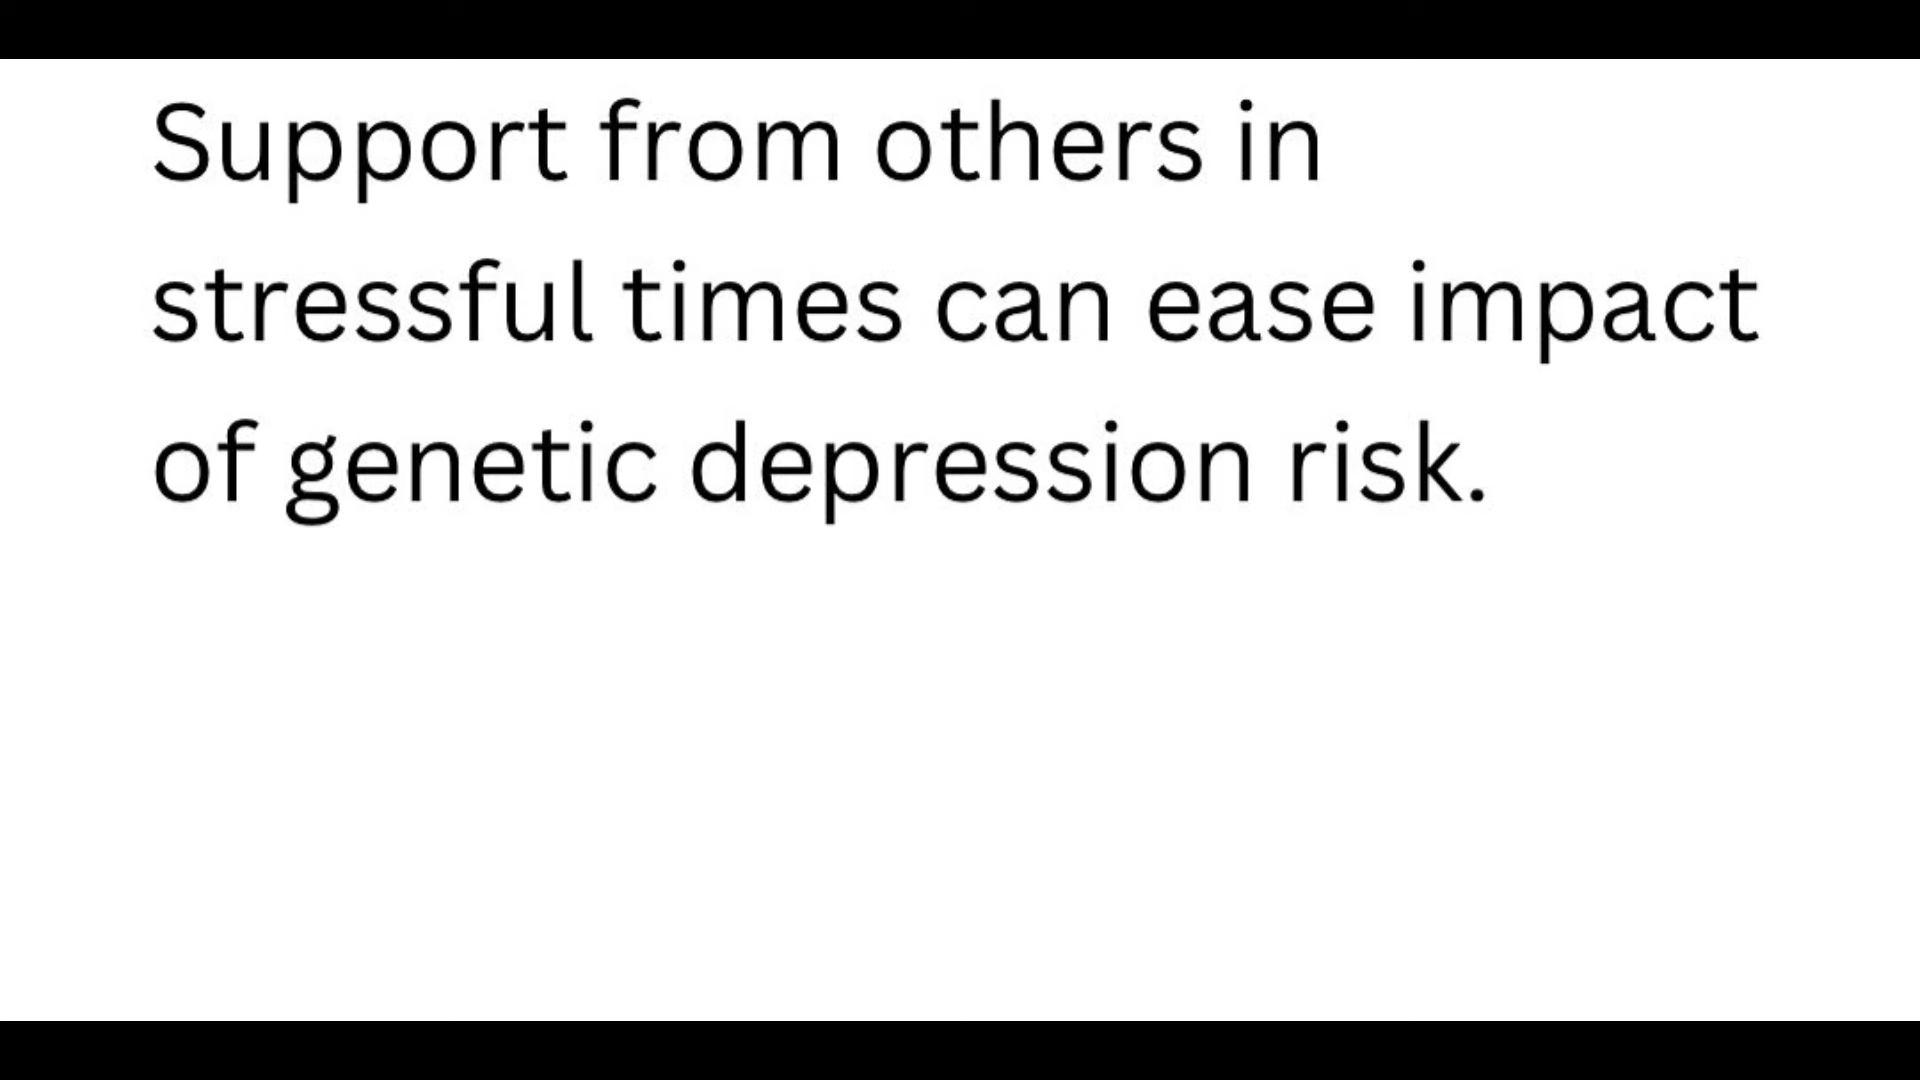 Support from others in
stressful times can ease impact
of genetic depression risk.